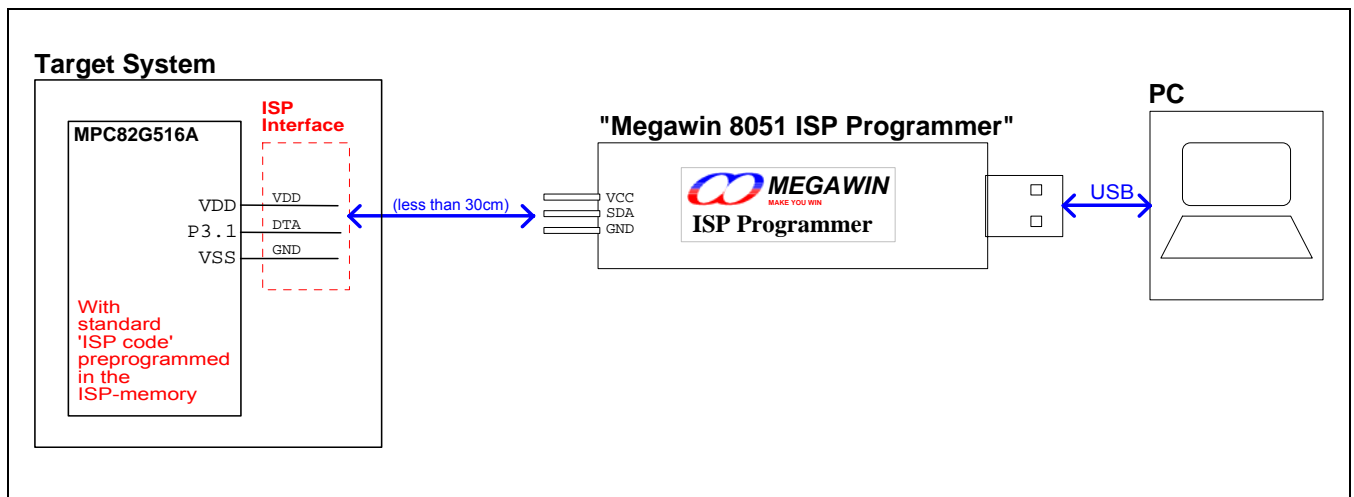 Target System
MPC82G516A
ISP
Interface
VDD
P3.1
VSS
VDD
DTA
GND
With
standard
'ISP code'
preprogrammed
in the
ISP-memory
(less than 30cm)
"Megawin 8051 ISP Programmer"
VCC
SDA
GND
MEGAWIN
MAKE YOU WIN
ISP Programmer
USB
PC